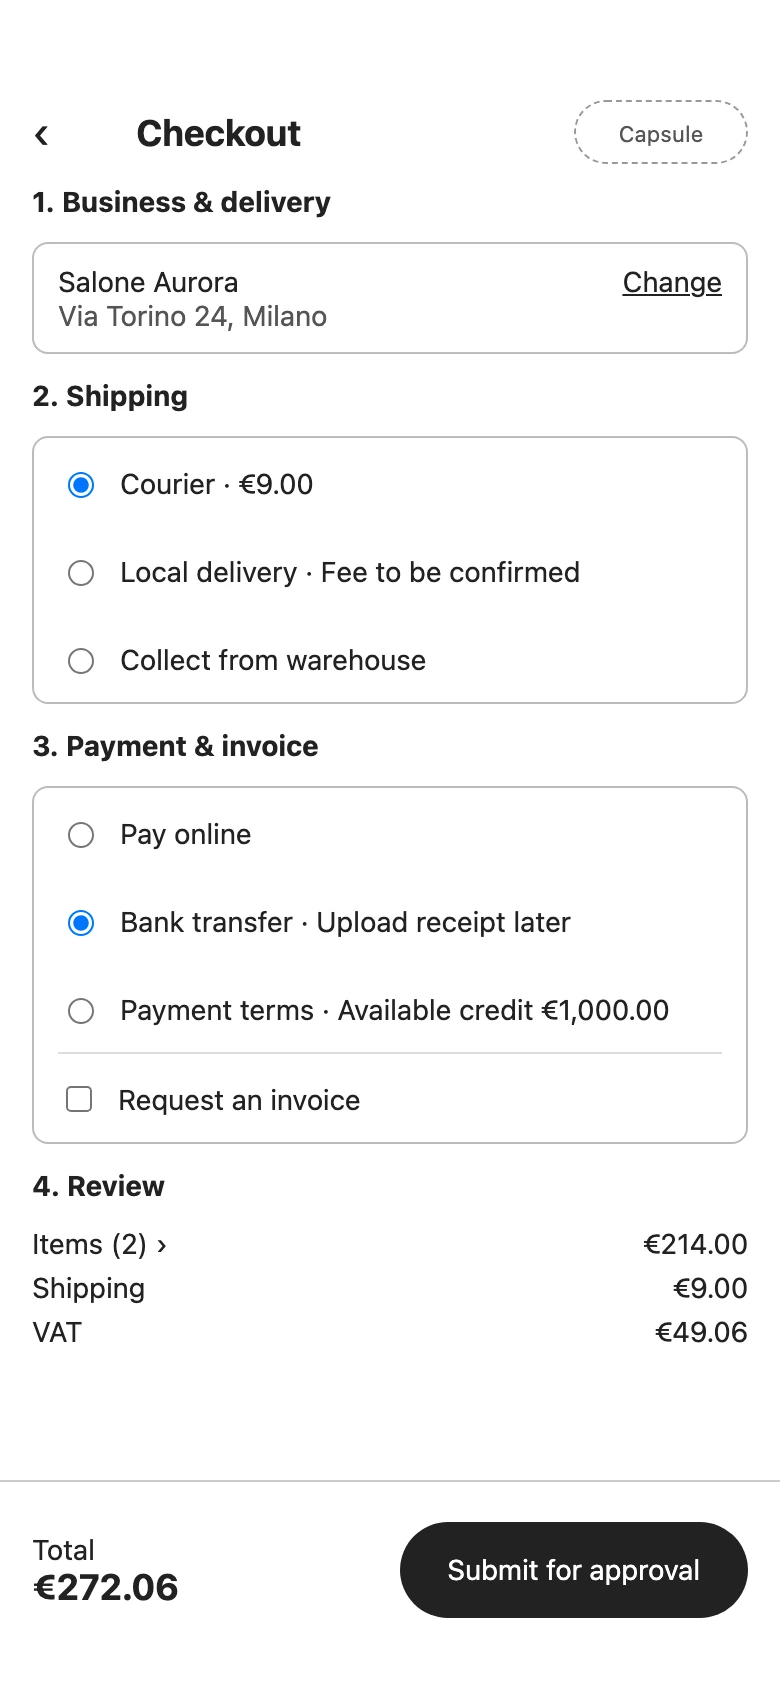 ‹ Checkout Capsule
1. Business & delivery
Salone Aurora Change
Via Torino 24, Milano
2. Shipping
Courier · €9.00
Local delivery · Fee to be confirmed
Collect from warehouse
3. Payment & invoice
Pay online
Bank transfer · Upload receipt later
Payment terms · Available credit €1,000.00
Request an invoice
4. Review
Items (2) › €214.00
Shipping €9.00
VAT €49.06
Total
€272.06
Submit for approval